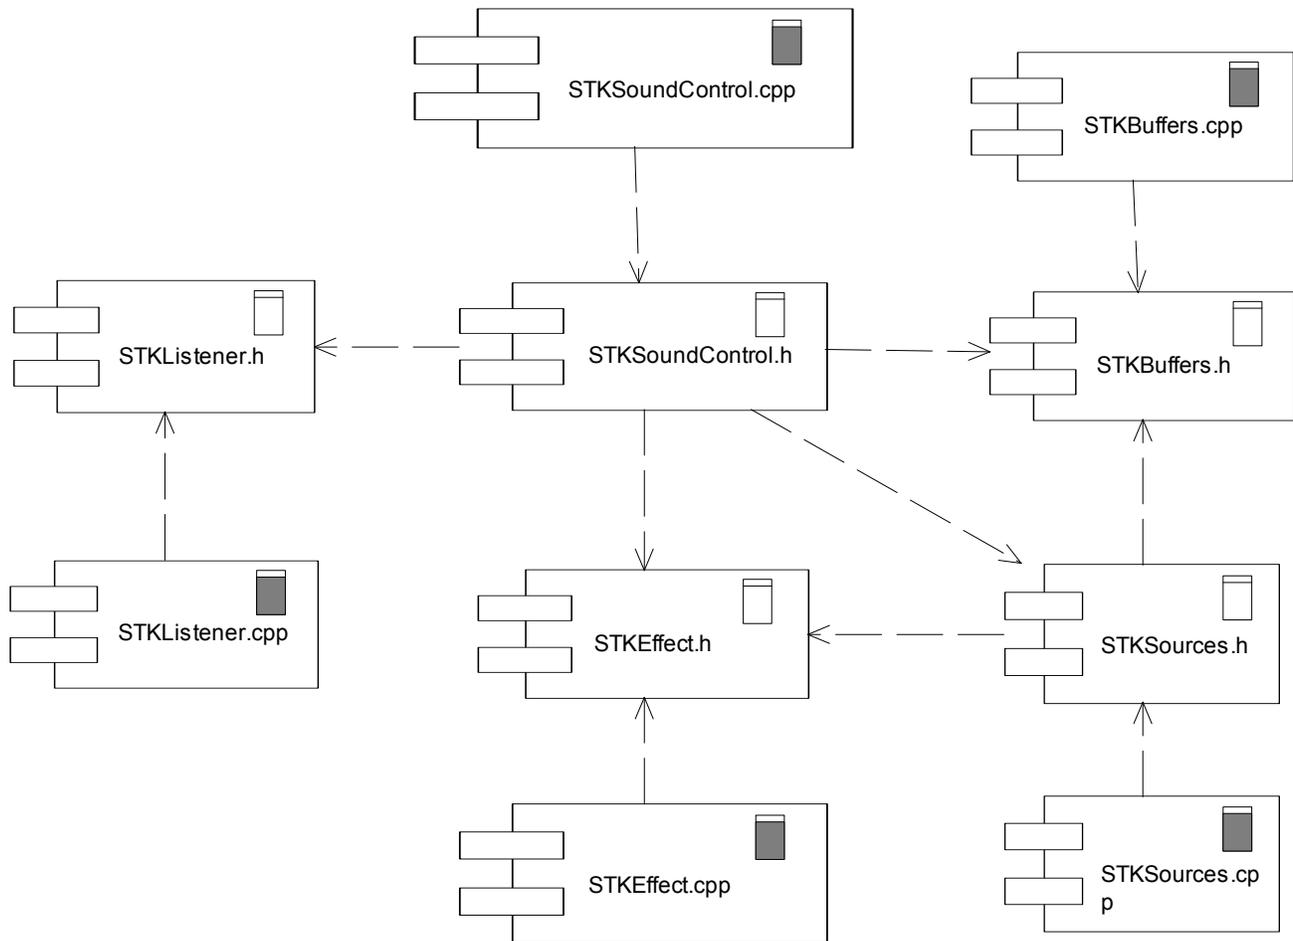 STKSoundControl.cpp
STKBuffers.cpp
STKListener.h
STKSoundControl.h
STKBuffers.h
STKListener.cpp
STKEffect.h
STKSources.h
STKEffect.cpp
STKSources.cp
p